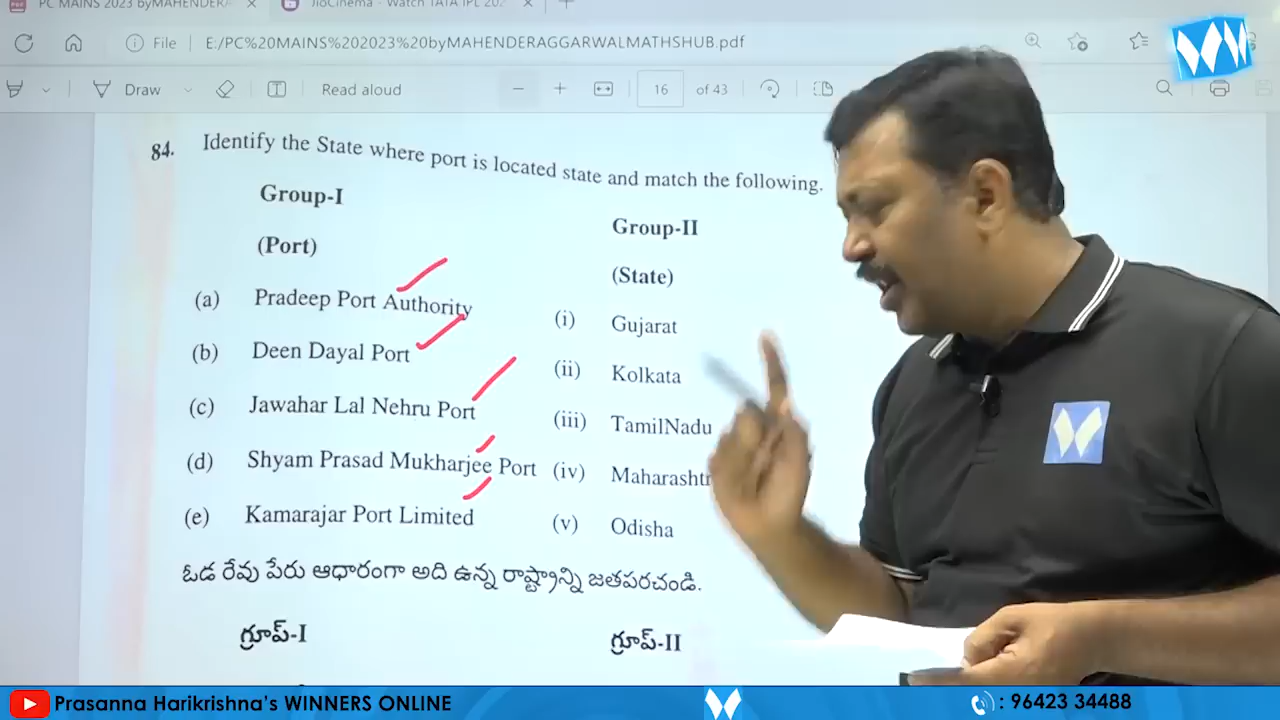 PC MAINS 2023 byMAHENDERA
JioCinema - Watch TATA IPL 202
File
E:/PC%20MAINS%202023%20byMAHENDERAGGARWALMATHSHUB.pdf
Draw
Read aloud
16
of 43
84. Identify the State where port is located state and match the following.
Group-I
Group-II
(Port)
(State)
(a) Pradeep Port Authority
(i) Gujarat
(b) Deen Dayal Port
(ii) Kolkata
(c) Jawahar Lal Nehru Port
(iii) TamilNadu
(d) Shyam Prasad Mukharjee Port
(iv) Maharashtr
(e) Kamarajar Port Limited
(v) Odisha
ఓడ రేవు పేరు ఆధారంగా అది ఉన్న రాష్ట్రాన్ని జతపరచండి.
గ్రూప్-I
గ్రూప్-II
Prasanna Harikrishna's WINNERS ONLINE
: 96423 34488